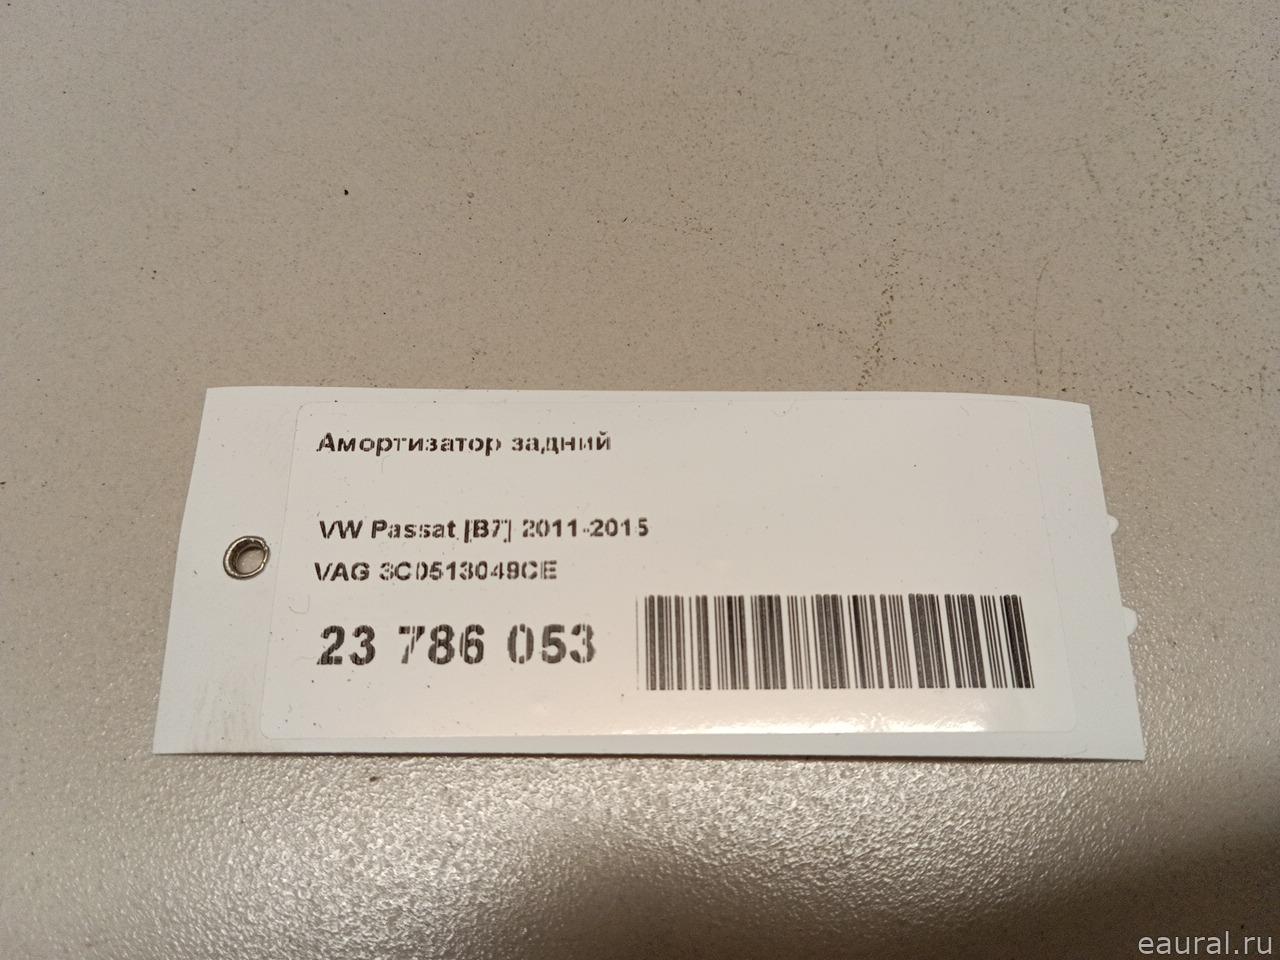 Амортизатор задний
VW Passat [B7] 2011-2015
VAG 3C0513049CE
23 786 053
eaural.ru